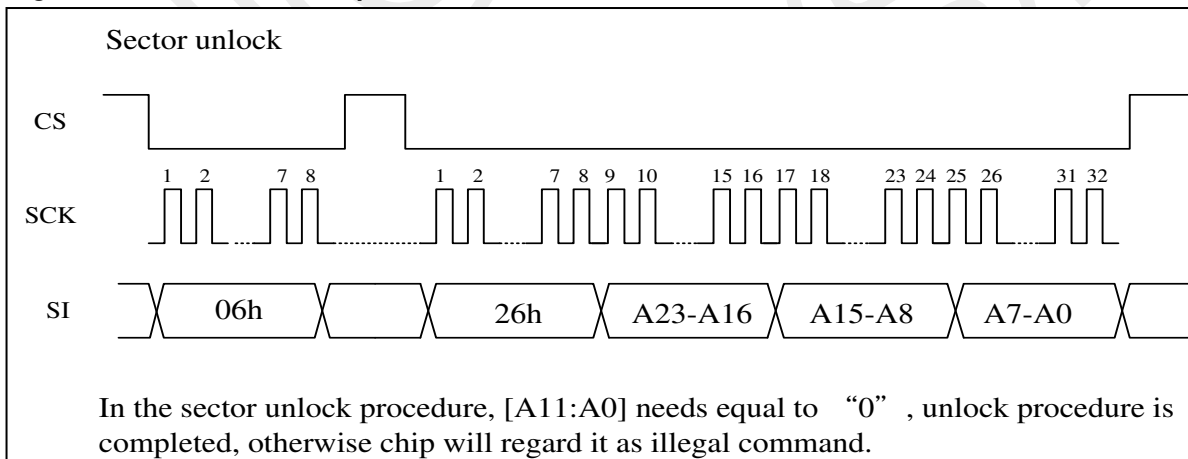 Sector unlock
CS
1 2 7 8 1 2 7 8 9 10 15 16 17 18 23 24 25 26 31 32
SCK
SI 06h 26h A23-A16 A15-A8 A7-A0
In the sector unlock procedure, [A11:A0] needs equal to “0”, unlock procedure is
completed, otherwise chip will regard it as illegal command.